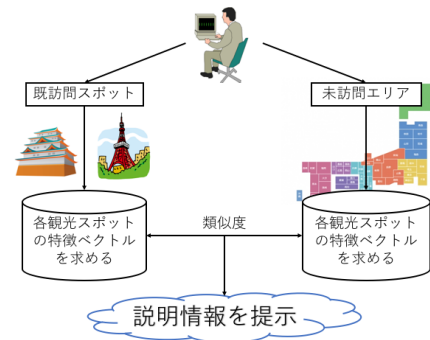 既訪問スポット
未訪問エリア
各観光スポット
の特徴ベクトル
を求める
類似度
各観光スポット
の特徴ベクトル
を求める
説明情報を提示